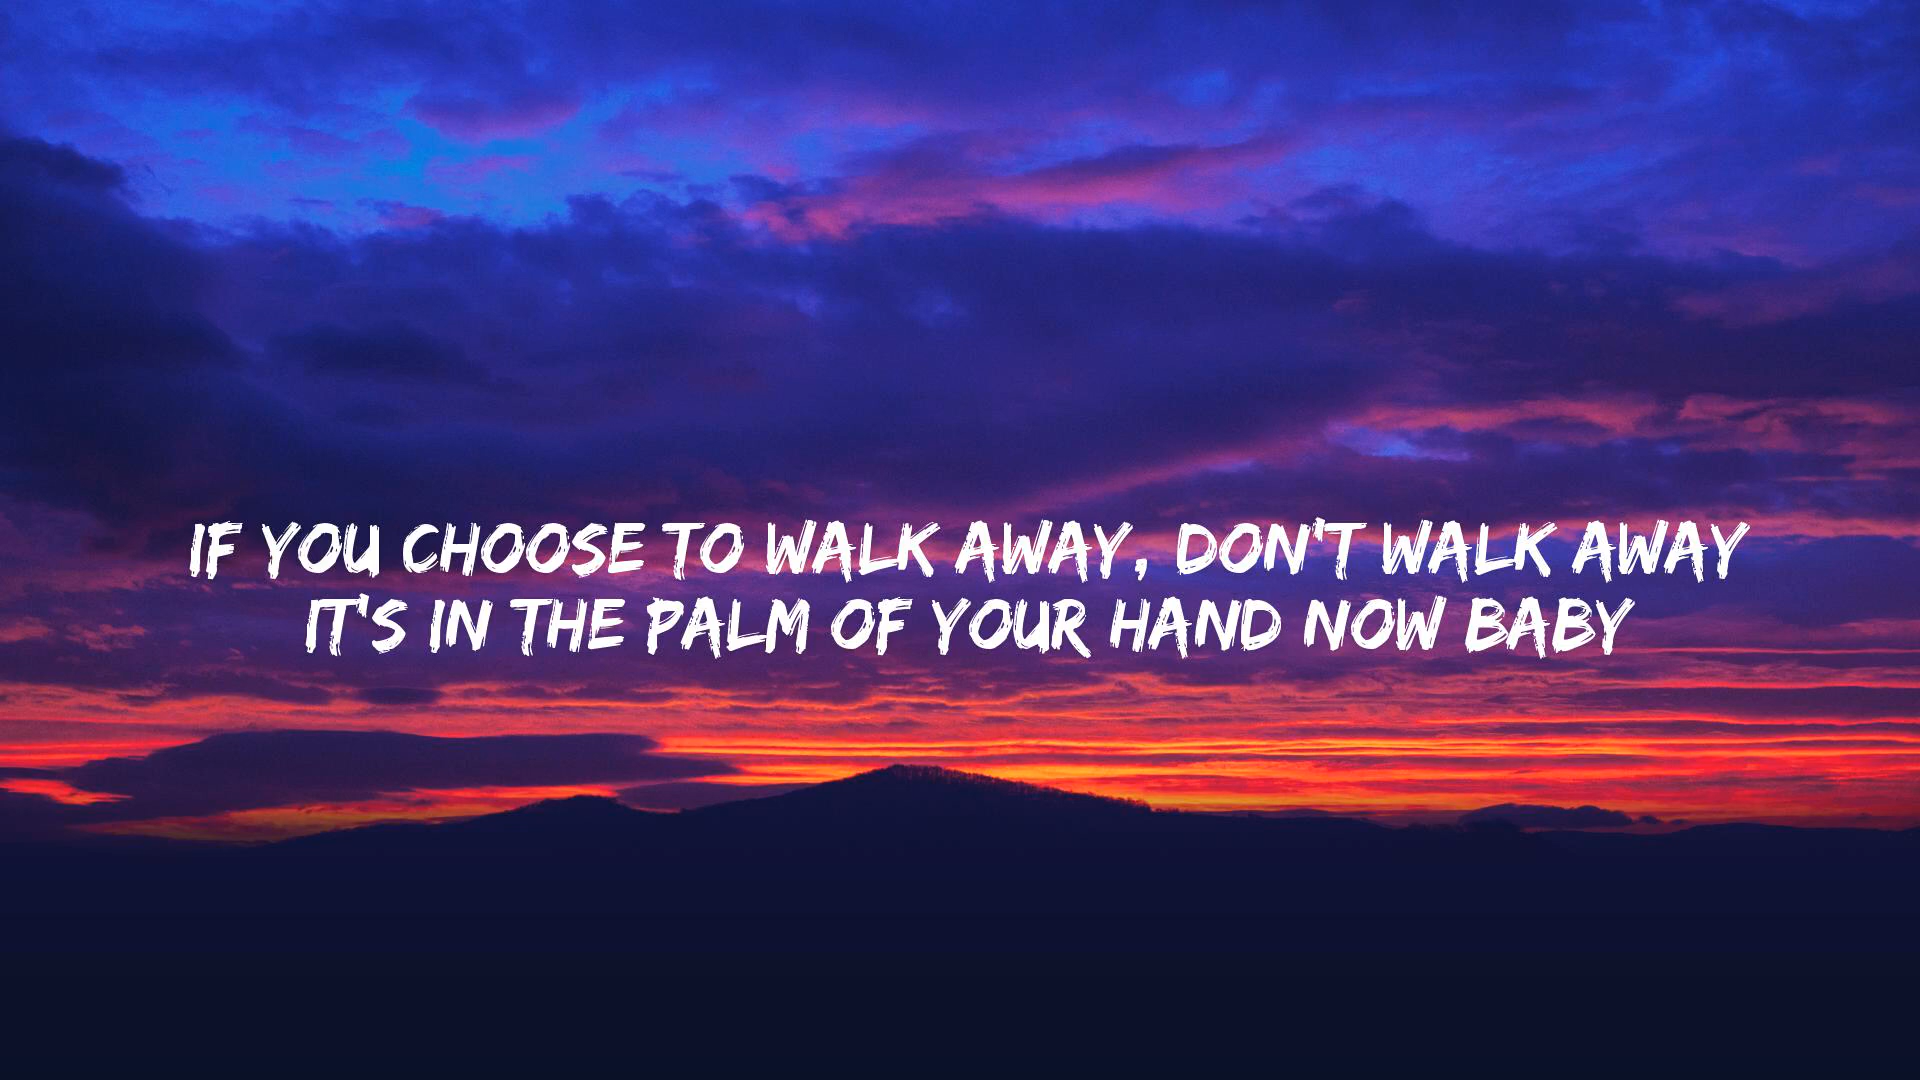 IF YOU CHOOSE TO WALK AWAY, DON'T WALK AWAY
IT'S IN THE PALM OF YOUR HAND NOW BABY